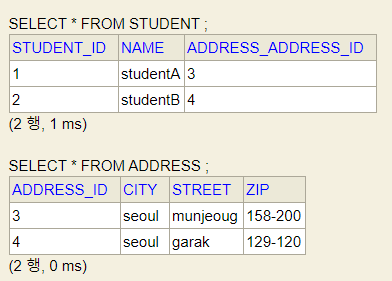 SELECT * FROM STUDENT ;
STUDENT_ID NAME ADDRESS_ADDRESS_ID
1 studentA 3
2 studentB 4
(2 행, 1 ms)
SELECT * FROM ADDRESS ;
ADDRESS_ID CITY STREET ZIP
3 seoul munjeoug 158-200
4 seoul garak 129-120
(2 행, 0 ms)